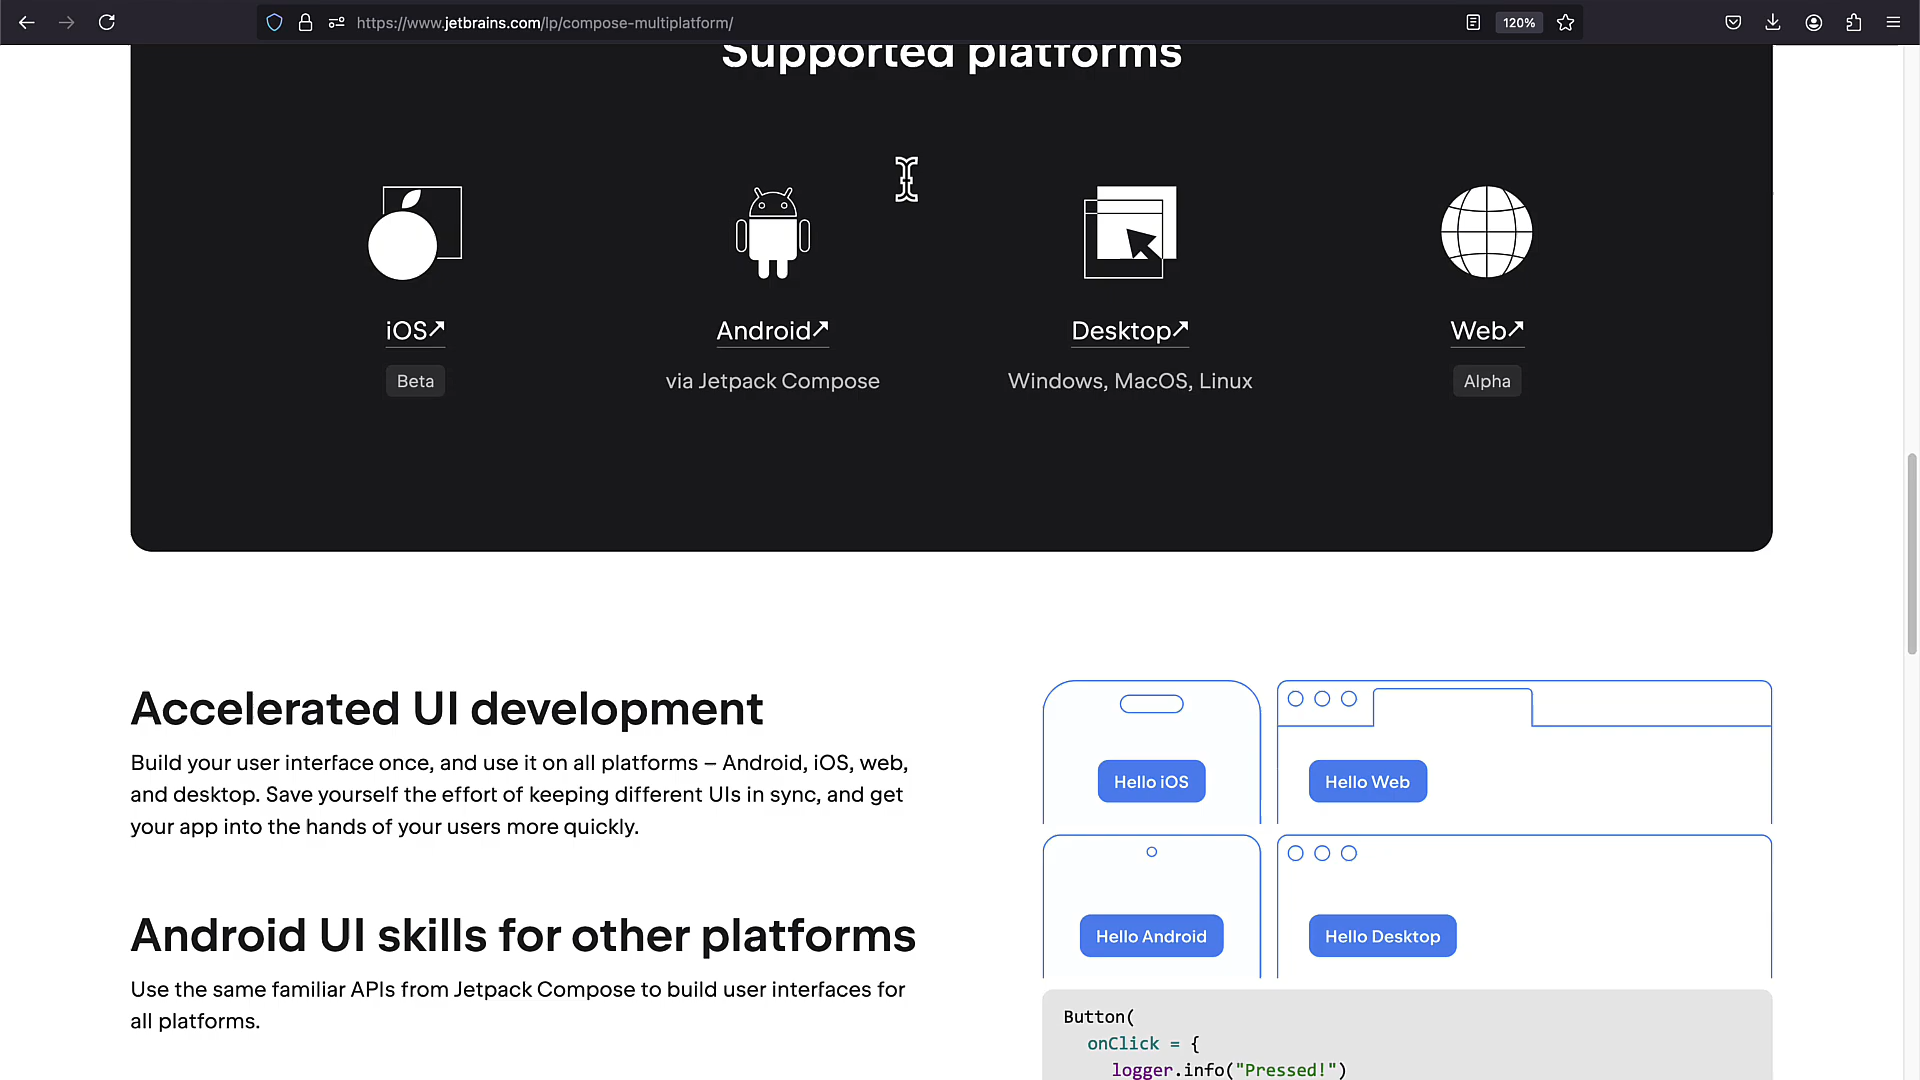 https://www.jetbrains.com/lp/compose-multiplatform/
120%
Supported platforms
iOS↗
Android↗
Desktop↗
Web↗
Beta
via Jetpack Compose
Windows, MacOS, Linux
Alpha
Accelerated UI development
Build your user interface once, and use it on all platforms – Android, iOS, web,
and desktop. Save yourself the effort of keeping different UIs in sync, and get
your app into the hands of your users more quickly.
Android UI skills for other platforms
Use the same familiar APIs from Jetpack Compose to build user interfaces for
all platforms.
Hello iOS
Hello Web
Hello Android
Hello Desktop
Button(
onClick = {
logger.info("Pressed!")